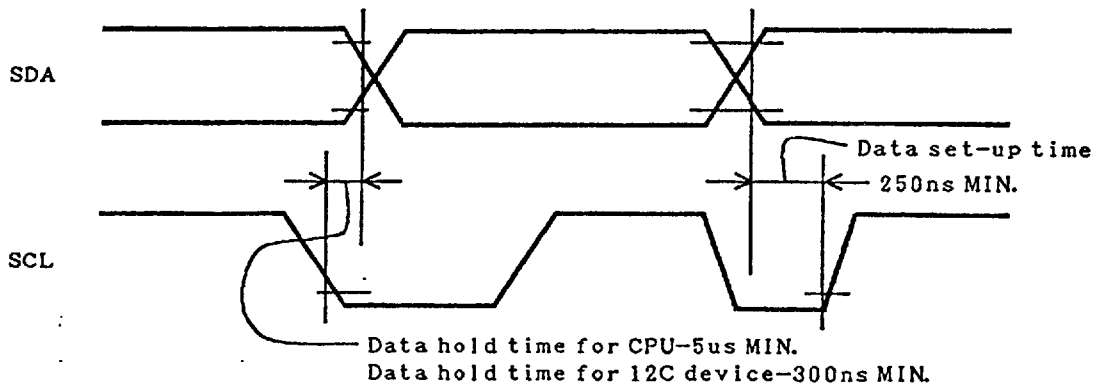 SDA
Data set-up time
250ns MIN.
SCL
Data hold time for CPU-5us MIN.
Data hold time for 12C device-300ns MIN.